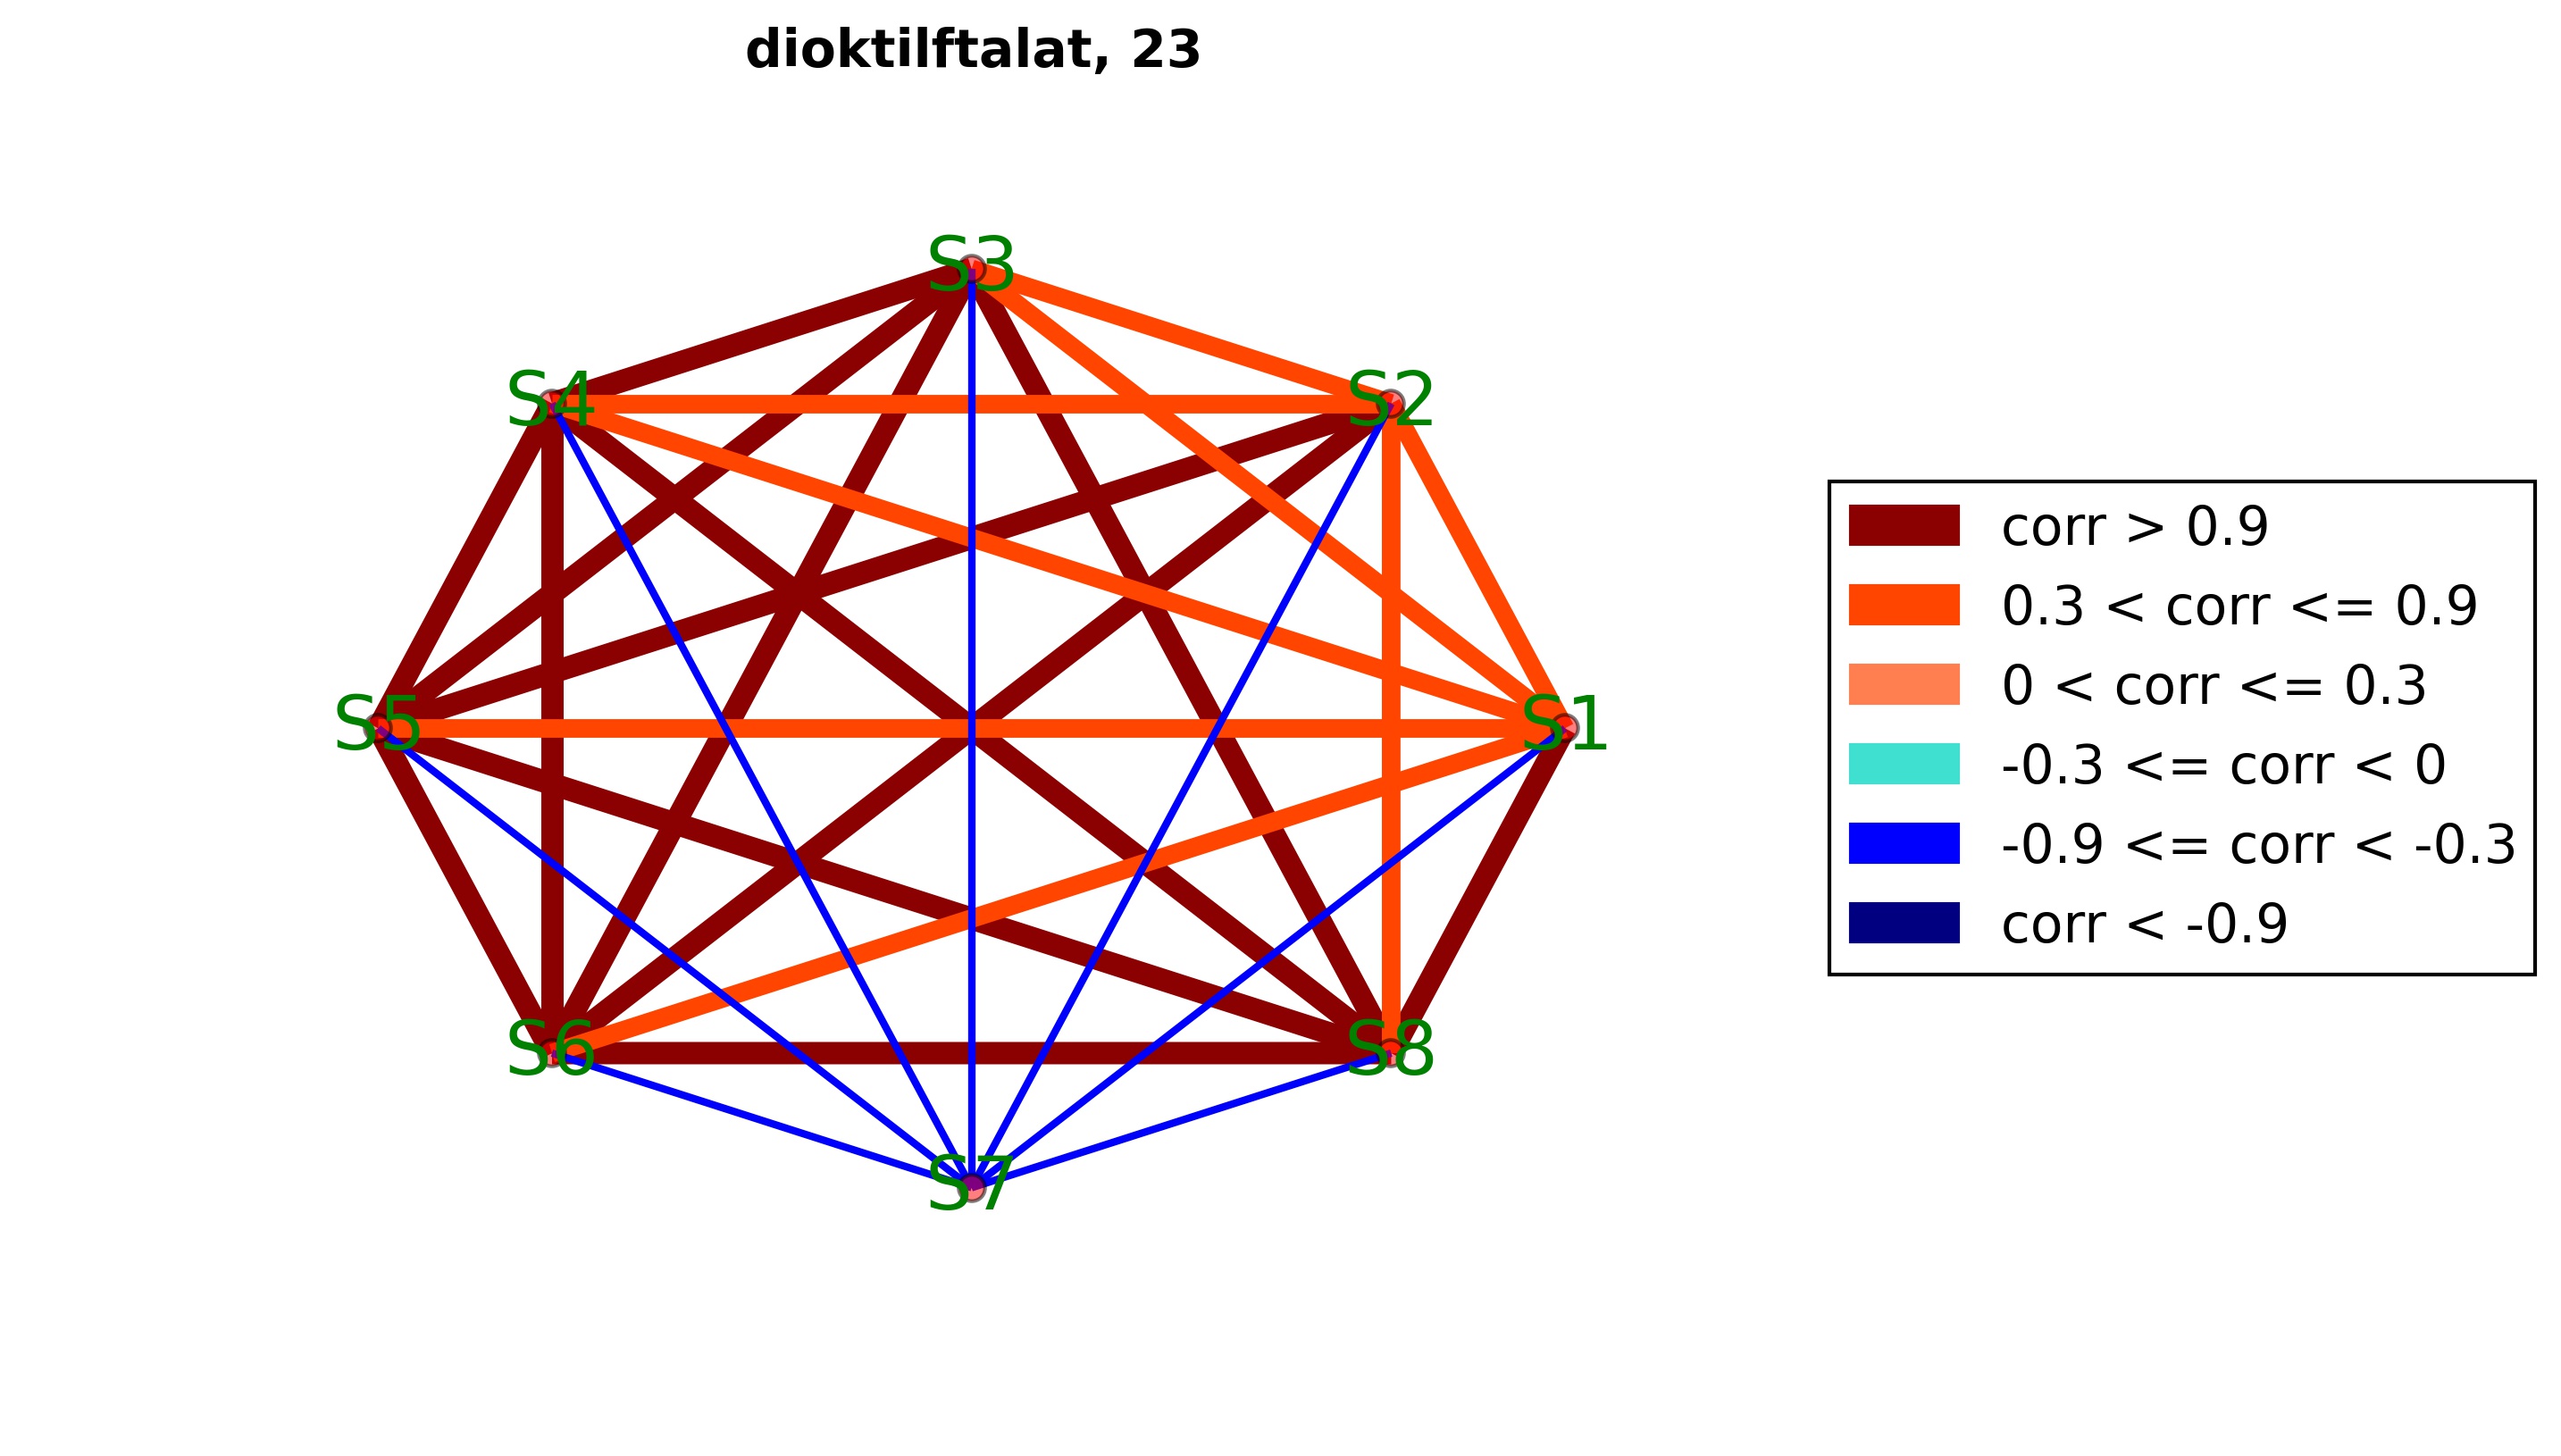 dioktilftalat, 23
S3
S4
S2
S5
S1
S6
S8
S7
corr > 0.9
0.3 < corr <= 0.9
0 < corr <= 0.3
-0.3 <= corr < 0
-0.9 <= corr < -0.3
corr < -0.9